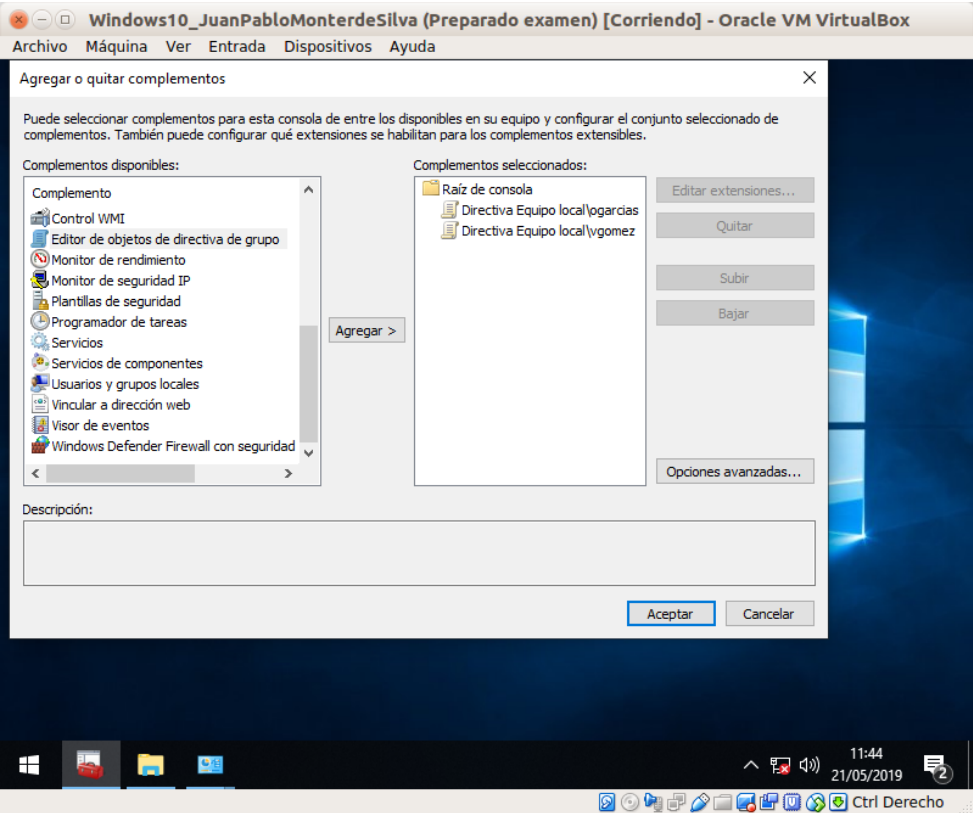 Windows10_JuanPabloMonterdeSilva (Preparado examen) [Corriendo] - Oracle VM VirtualBox
Archivo Máquina Ver Entrada Dispositivos Ayuda
Agregar o quitar complementos
Puede seleccionar complementos para esta consola de entre los disponibles en su equipo y configurar el conjunto seleccionado de
complementos. También puede configurar qué extensiones se habilitan para los complementos extensibles.
Complementos disponibles:
Complemento
Control WMI
Editor de objetos de directiva de grupo
Monitor de rendimiento
Monitor de seguridad IP
Plantillas de seguridad
Programador de tareas
Servicios
Servicios de componentes
Usuarios y grupos locales
Vincular a dirección web
Visor de eventos
Windows Defender Firewall con seguridad
Agregar >
Complementos seleccionados:
Raíz de consola
Directiva Equipo local\ogarcias
Directiva Equipo local\vgomez
Editar extensiones...
Quitar
Subir
Bajar
Opciones avanzadas...
Descripción:
Aceptar Cancelar
11:44
21/05/2019
2
Ctrl Derecho